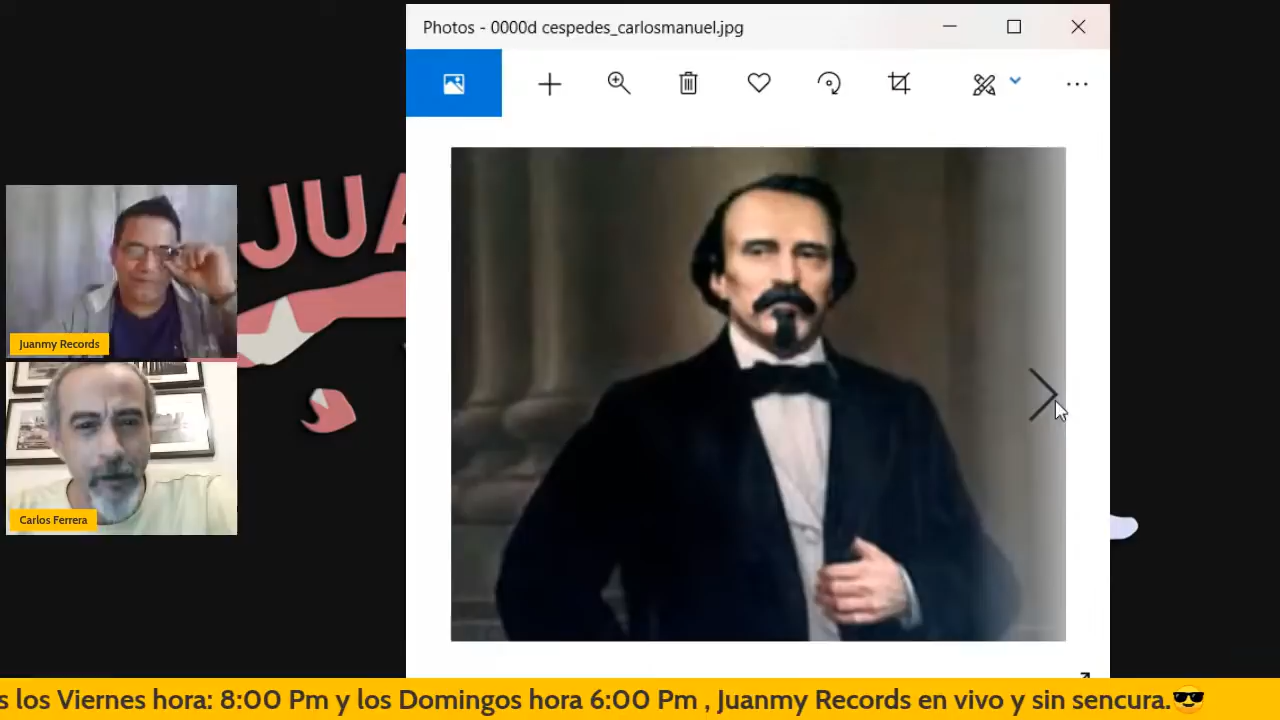 Photos - 0000d cespedes_carlosmanuel.jpg
JUA
Juanmy Records
Carlos Ferrera
s los Viernes hora: 8:00 Pm y los Domingos hora 6:00 Pm , Juanmy Records en vivo y sin sencura.😎